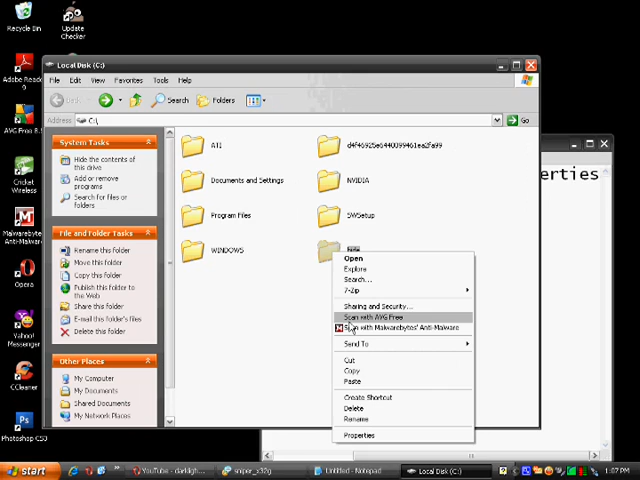 Recycle Bin
Update
Checker
Adobe Reade
9
AVG Free 8.
Cricket
Wireless
Malwarebyte
Anti-Malware
Opera
Yahoo!
Messenger
CCleaner
Photoshop CS3
Local Disk (C:)
File Edit View Favorites Tools Help
Back Search Folders
Address C:\ Go
System Tasks
Hide the contents of
this drive
Add or remove
programs
Search for files or
folders
File and Folder Tasks
Rename this folder
Move this folder
Copy this folder
Publish this folder to
the Web
Share this folder
E-mail this folder's files
Delete this folder
Other Places
My Computer
My Documents
Shared Documents
My Network Places
ATI
Documents and Settings
NVIDIA
Program Files
SWSetup
WINDOWS
erties
Open
Explore
Search...
7-Zip
Sharing and Security...
Scan with AVG Free
Scan with Malwarebytes' Anti-Malware
Send To
Cut
Copy
Paste
Create Shortcut
Delete
Rename
Properties
start
YouTube - darkligh...
sniper_x32g
Untitled - Notepad
Local Disk (C:)
1:07 PM